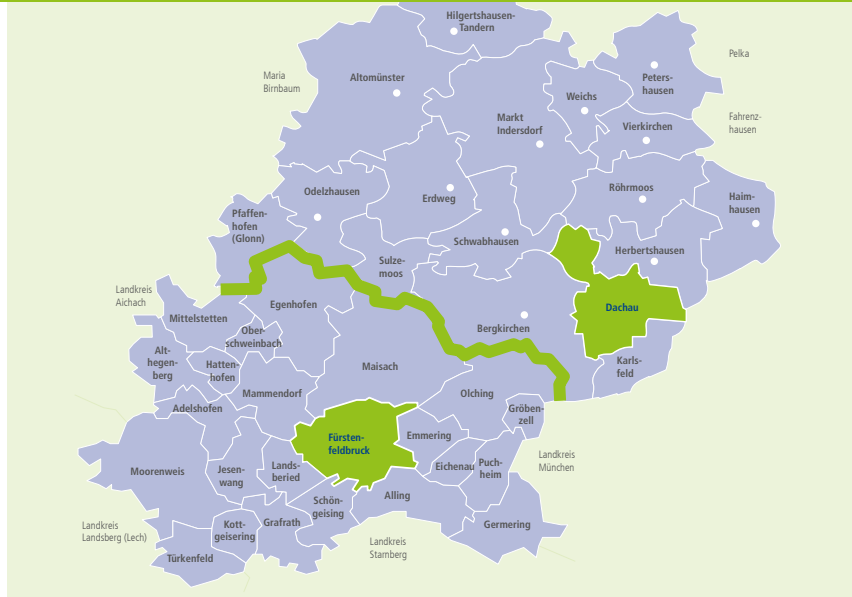 Hilgertshausen-
Tandern
Maria
Birnbaum
Altomünster
Pelka
Peters-
hausen
Weichs
Markt
Indersdorf
Fahrenz-
hausen
Vierkirchen
Odelzhausen
Erdweg
Röhrmoos
Haim-
hausen
Pfaffen-
hofen
(Glonn)
Schwabhausen
Herbertshausen
Sulze-
moos
Landkreis
Aichach
Egenhofen
Dachau
Mittelstetten
Bergkirchen
Ober-
schweinbach
Alt-
hegen-
berg
Hatten-
hofen
Maisach
Karls-
feld
Mammendorf
Olching
Adelshofen
Gröben-
zell
Fürsten-
feldbruck
Emmering
Landkreis
München
Moorenweis
Jesen-
wang
Lands-
beried
Eichenau
Puch-
heim
Schön-
geising
Alling
Landkreis
Landsberg (Lech)
Kott-
geisering
Grafrath
Germering
Landkreis
Starnberg
Türkenfeld